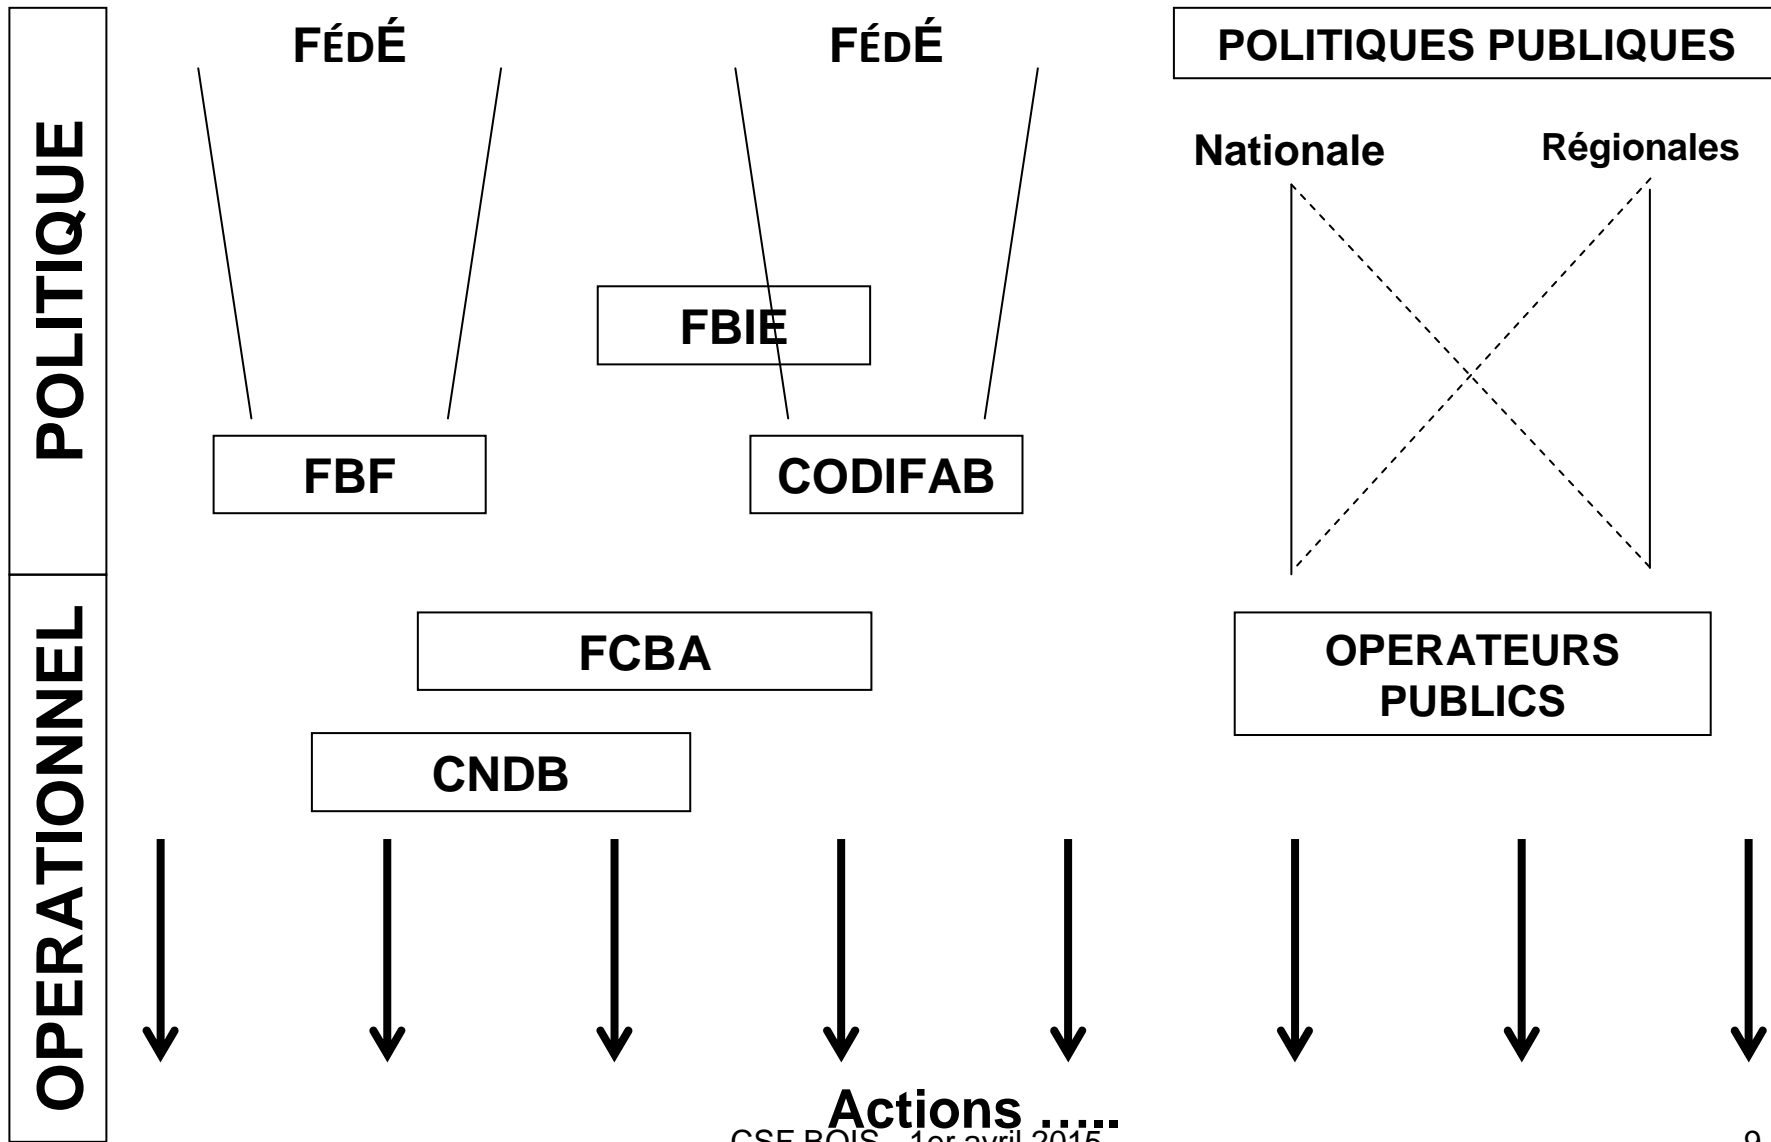 POLITIQUE
FÉDÉ
FÉDÉ
POLITIQUES PUBLIQUES
Nationale
Régionales
FBIE
FBF
CODIFAB
OPERATIONNEL
FCBA
OPERATEURS
PUBLICS
CNDB
Actions .....
CSF BOIS - 1er avril 2015
9